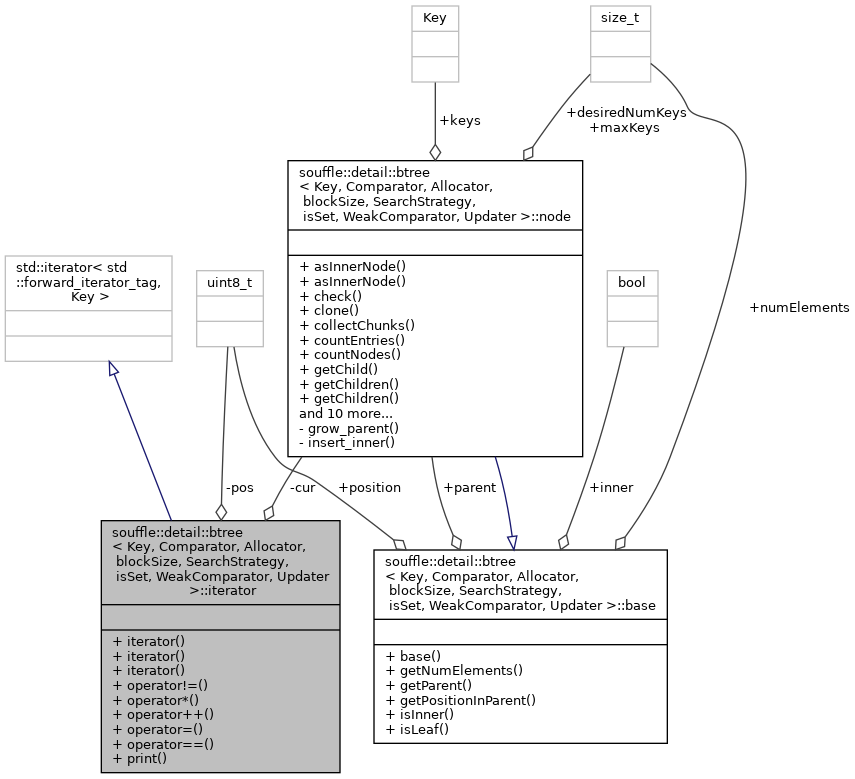 Key
size_t
+keys
+desiredNumKeys
+maxKeys
souffle::detail::btree
< Key, Comparator, Allocator,
blockSize, SearchStrategy,
isSet, WeakComparator, Updater >::node
+ asInnerNode()
+ asInnerNode()
+ check()
+ clone()
+ collectChunks()
+ countEntries()
+ countNodes()
+ getChild()
+ getChildren()
+ getChildren()
and 10 more...
- grow_parent()
- insert_inner()
std::iterator< std
::forward_iterator_tag,
Key >
uint8_t
bool
+numElements
-pos
-cur
+position
+parent
+inner
souffle::detail::btree
< Key, Comparator, Allocator,
blockSize, SearchStrategy,
isSet, WeakComparator, Updater
>::iterator
+ iterator()
+ iterator()
+ iterator()
+ operator!=()
+ operator*()
+ operator++()
+ operator=()
+ operator==()
+ print()
souffle::detail::btree
< Key, Comparator, Allocator,
blockSize, SearchStrategy,
isSet, WeakComparator, Updater >::base
+ base()
+ getNumElements()
+ getParent()
+ getPositionInParent()
+ isInner()
+ isLeaf()